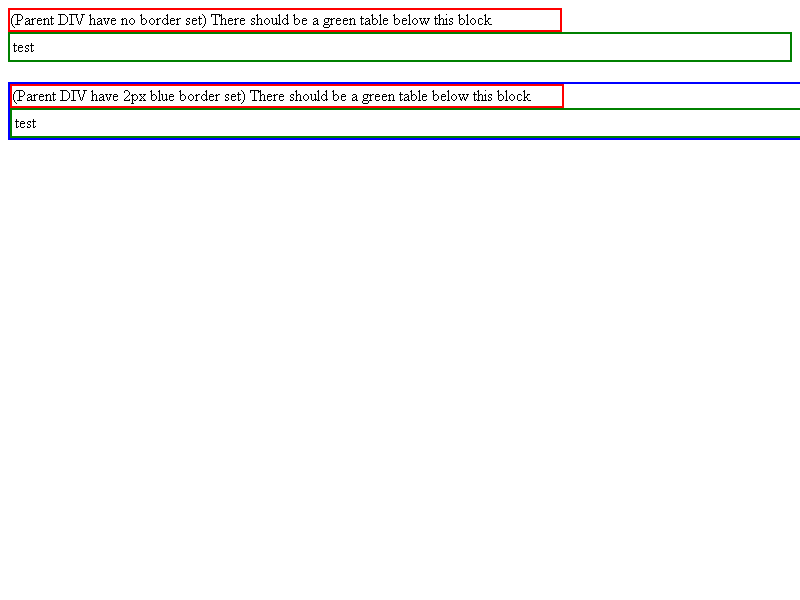 (Parent DIV have no border set) There should be a green table below this block
test
(Parent DIV have 2px blue border set) There should be a green table below this block
test